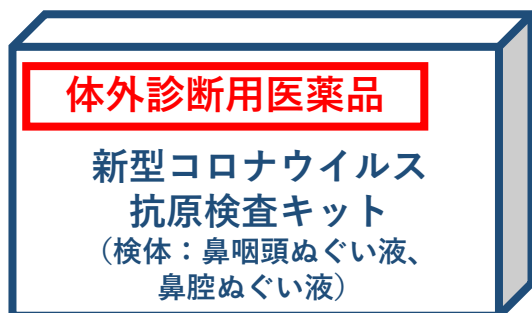 体外診断用医薬品
新型コロナウイルス
抗原検査キット
（検体：鼻咽頭ぬぐい液、
鼻腔ぬぐい液）